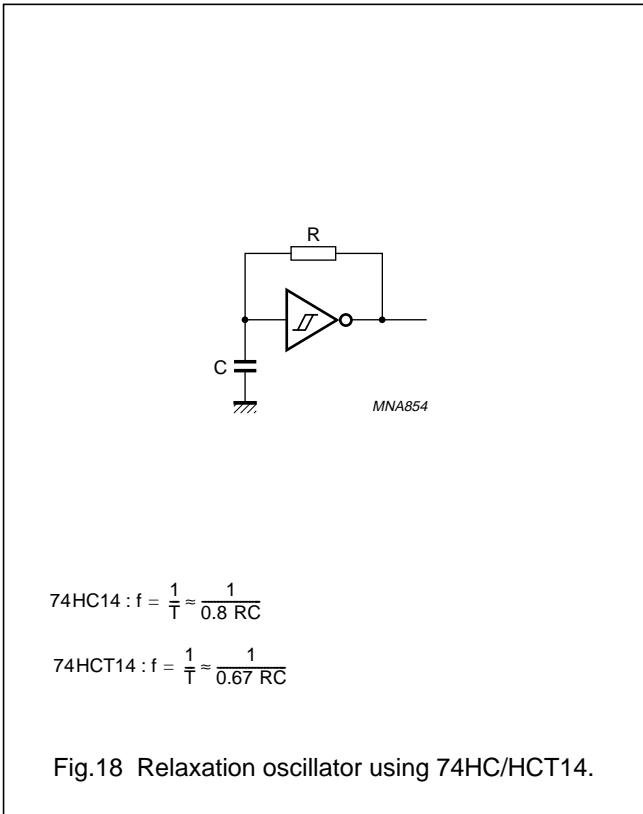 R
C
MNA854
74HC14 : f = 1/T ≈ 1/0.8 RC
74HCT14 : f = 1/T ≈ 1/0.67 RC
Fig.18 Relaxation oscillator using 74HC/HCT14.